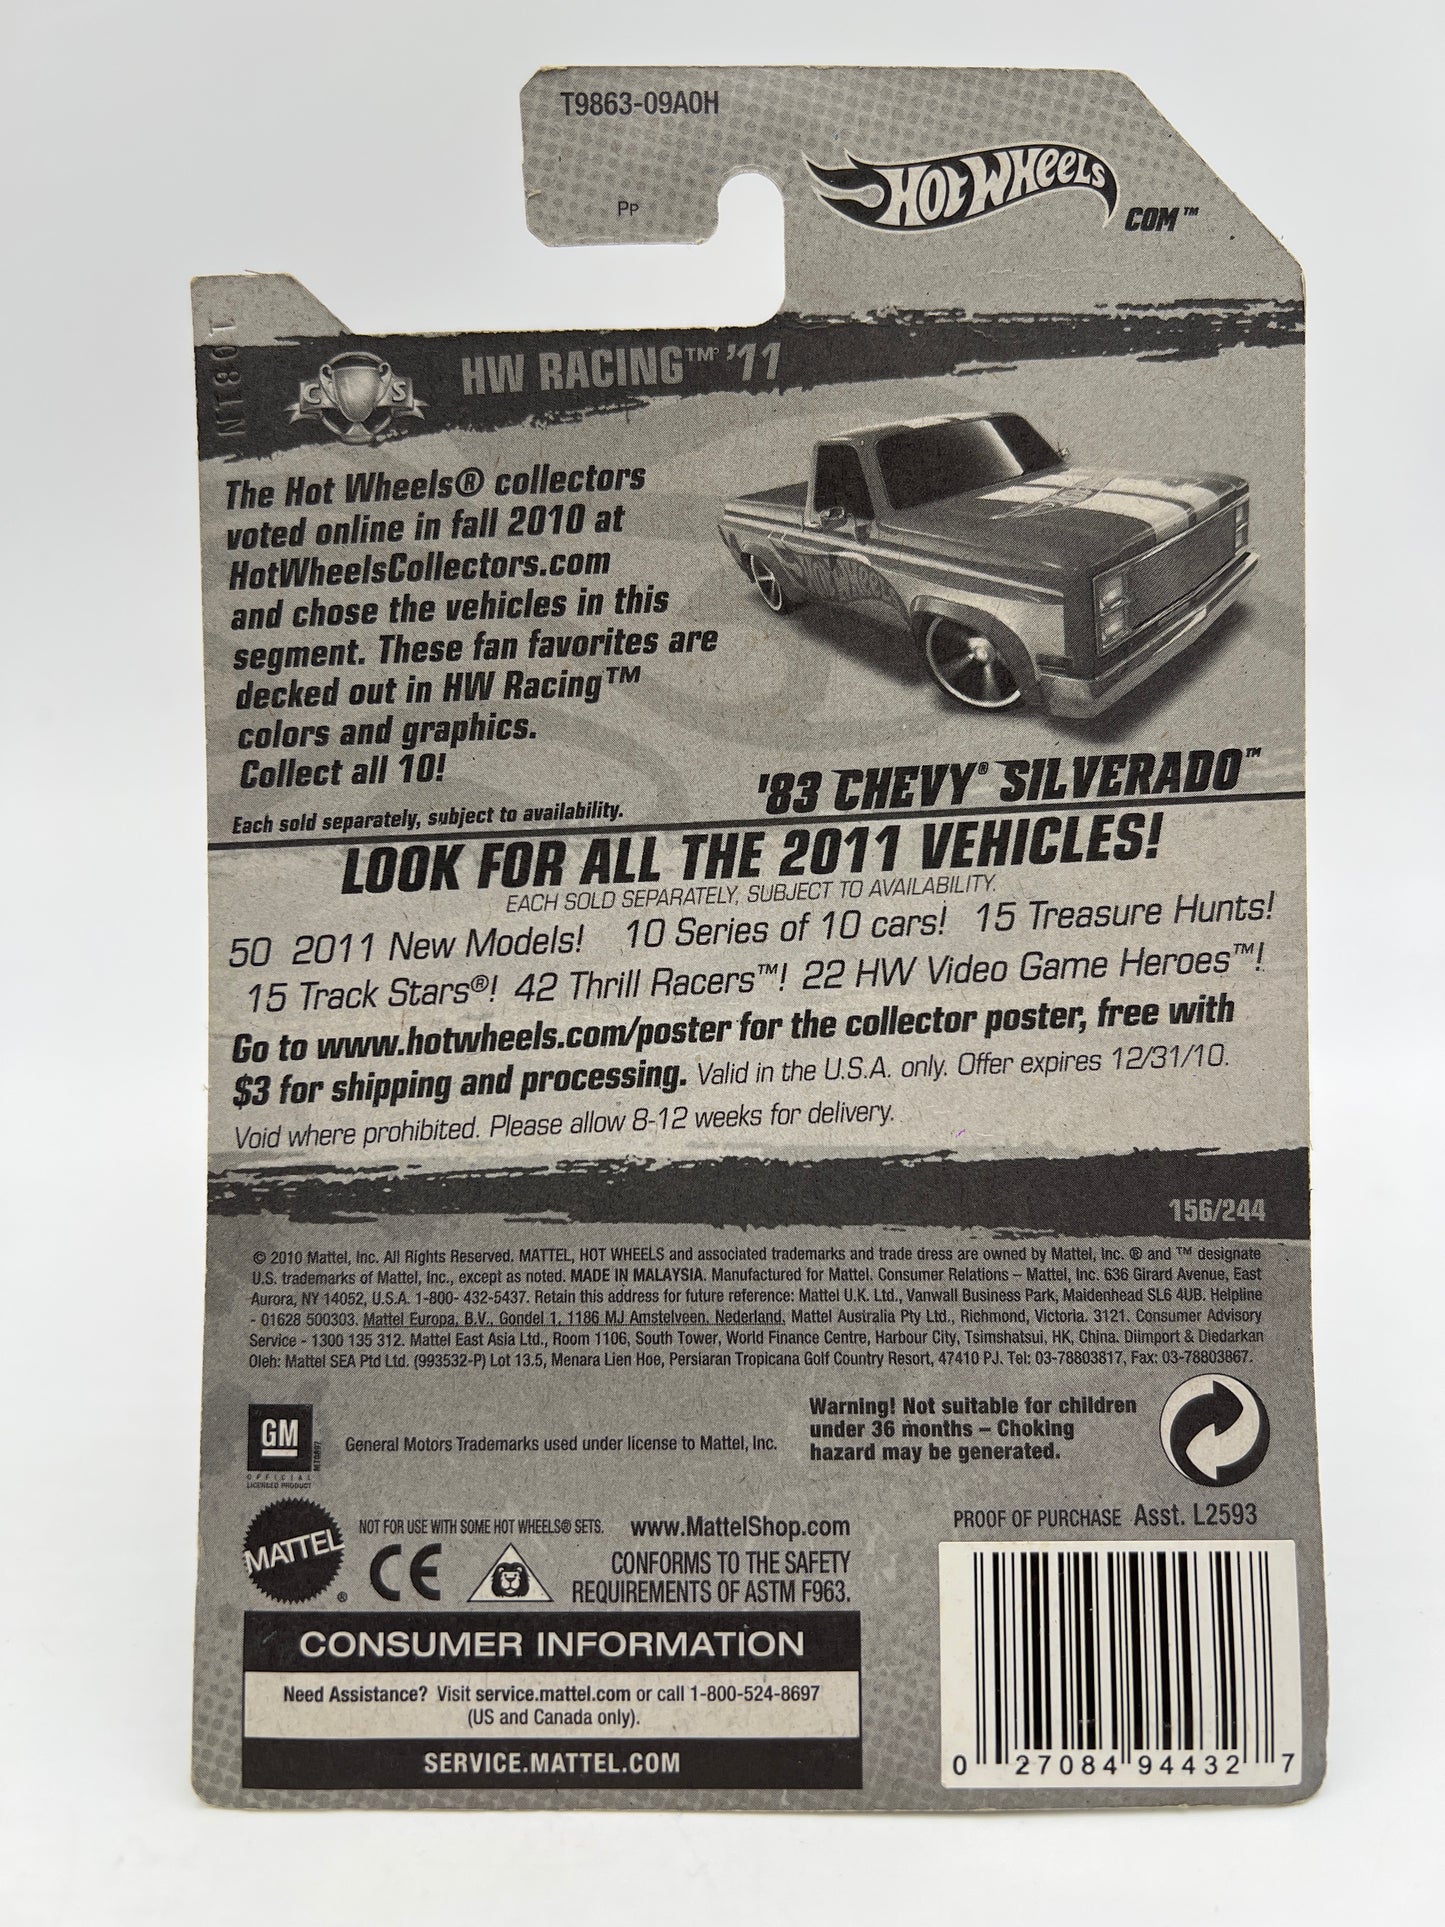 T9863-09A0H
HOT WHEELS
COM™
PP
HW RACING™ '11
C S
The Hot Wheels® collectors
voted online in fall 2010 at
HotWheelsCollectors.com
and chose the vehicles in this
segment. These fan favorites are
decked out in HW Racing™
colors and graphics.
Collect all 10!
HOT WHEELS
'83 CHEVY® SILVERADO™
Each sold separately, subject to availability.
LOOK FOR ALL THE 2011 VEHICLES!
EACH SOLD SEPARATELY, SUBJECT TO AVAILABILITY.
50 2011 New Models! 10 Series of 10 cars! 15 Treasure Hunts!
15 Track Stars®! 42 Thrill Racers™! 22 HW Video Game Heroes™!
Go to www.hotwheels.com/poster for the collector poster, free with
$3 for shipping and processing. Valid in the U.S.A. only. Offer expires 12/31/10.
Void where prohibited. Please allow 8-12 weeks for delivery.
156/244
© 2010 Mattel, Inc. All Rights Reserved. MATTEL, HOT WHEELS and associated trademarks and trade dress are owned by Mattel, Inc. ® and ™ designate
U.S. trademarks of Mattel, Inc., except as noted. MADE IN MALAYSIA. Manufactured for Mattel. Consumer Relations – Mattel, Inc. 636 Girard Avenue, East
Aurora, NY 14052, U.S.A. 1-800- 432-5437. Retain this address for future reference: Mattel U.K. Ltd., Vanwall Business Park, Maidenhead SL6 4UB. Helpline
- 01628 500303. Mattel Europa, B.V., Gondel 1, 1186 MJ Amstelveen, Nederland. Mattel Australia Pty Ltd., Richmond, Victoria. 3121. Consumer Advisory
Service - 1300 135 312. Mattel East Asia Ltd., Room 1106, South Tower, World Finance Centre, Harbour City, Tsimshatsui, HK, China. Diimport & Diedarkan
Oleh: Mattel SEA Ptd Ltd. (993532-P) Lot 13.5, Menara Lien Hoe, Persiaran Tropicana Golf Country Resort, 47410 PJ. Tel: 03-78803817, Fax: 03-78803867.
GM
OFFICIAL
LICENSED PRODUCT
General Motors Trademarks used under license to Mattel, Inc.
Warning! Not suitable for children
under 36 months – Choking
hazard may be generated.
MATTEL®
NOT FOR USE WITH SOME HOT WHEELS® SETS. www.MattelShop.com
CE
CONFORMS TO THE SAFETY
REQUIREMENTS OF ASTM F963.
PROOF OF PURCHASE Asst. L2593
CONSUMER INFORMATION
Need Assistance? Visit service.mattel.com or call 1-800-524-8697
(US and Canada only).
SERVICE.MATTEL.COM
0 27084 94432 7